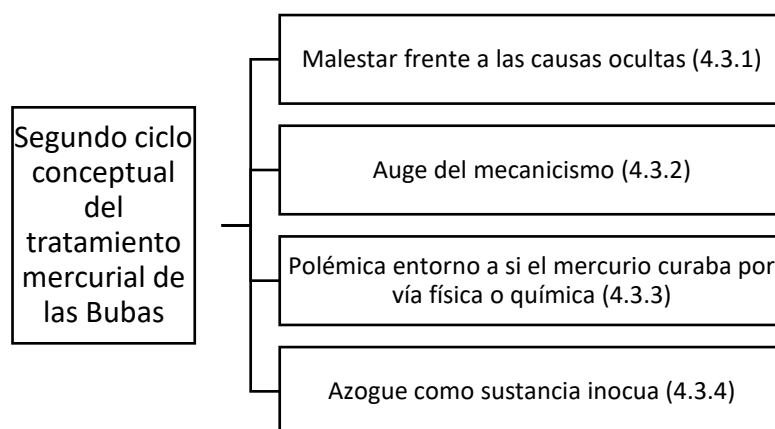 Segundo ciclo
conceptual
del
tratamiento
mercurial de
las Bubas
Malestar frente a las causas ocultas (4.3.1)
Auge del mecanicismo (4.3.2)
Polémica entorno a si el mercurio curaba por
vía física o química (4.3.3)
Azogue como sustancia inocua (4.3.4)